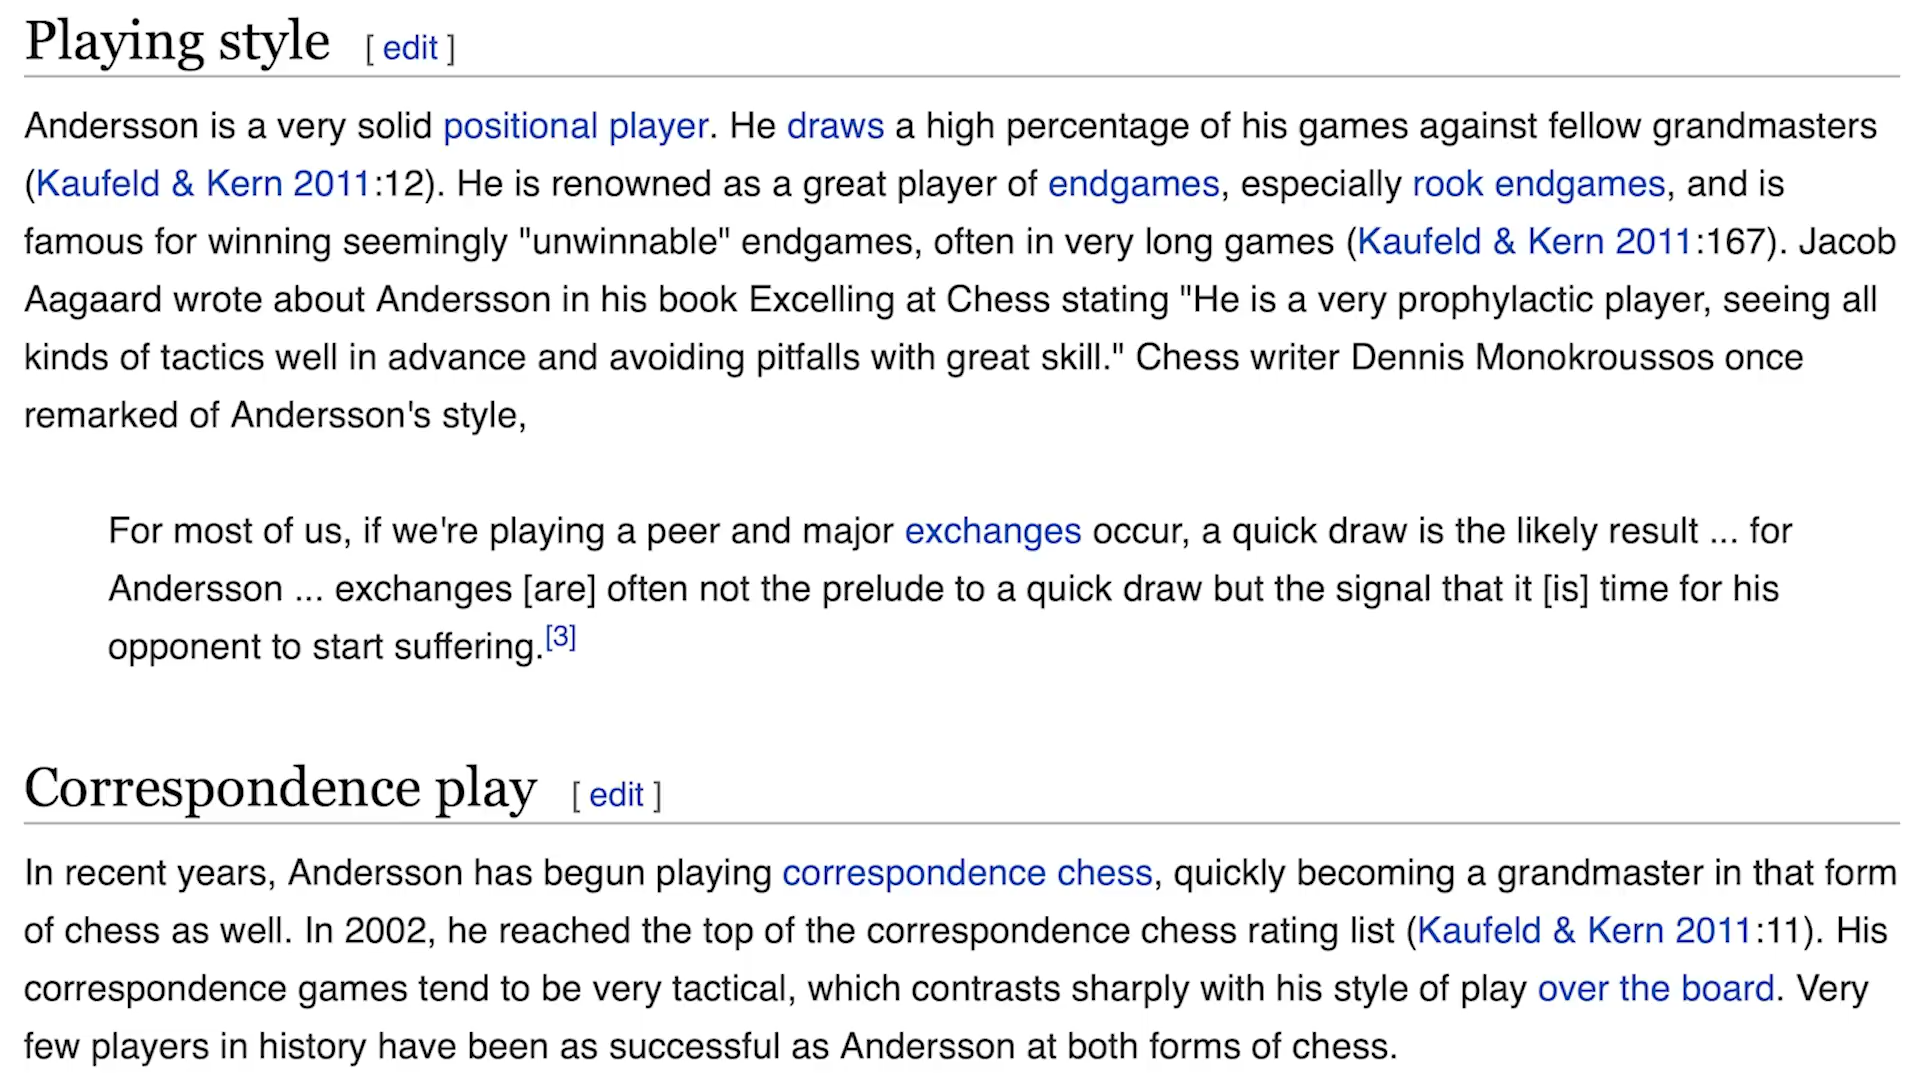 Playing style [ edit ]
Andersson is a very solid positional player. He draws a high percentage of his games against fellow grandmasters
(Kaufeld & Kern 2011:12). He is renowned as a great player of endgames, especially rook endgames, and is
famous for winning seemingly "unwinnable" endgames, often in very long games (Kaufeld & Kern 2011:167). Jacob
Aagaard wrote about Andersson in his book Excelling at Chess stating "He is a very prophylactic player, seeing all
kinds of tactics well in advance and avoiding pitfalls with great skill." Chess writer Dennis Monokroussos once
remarked of Andersson's style,
For most of us, if we're playing a peer and major exchanges occur, a quick draw is the likely result ... for
Andersson ... exchanges [are] often not the prelude to a quick draw but the signal that it [is] time for his
opponent to start suffering.[3]
Correspondence play [ edit ]
In recent years, Andersson has begun playing correspondence chess, quickly becoming a grandmaster in that form
of chess as well. In 2002, he reached the top of the correspondence chess rating list (Kaufeld & Kern 2011:11). His
correspondence games tend to be very tactical, which contrasts sharply with his style of play over the board. Very
few players in history have been as successful as Andersson at both forms of chess.